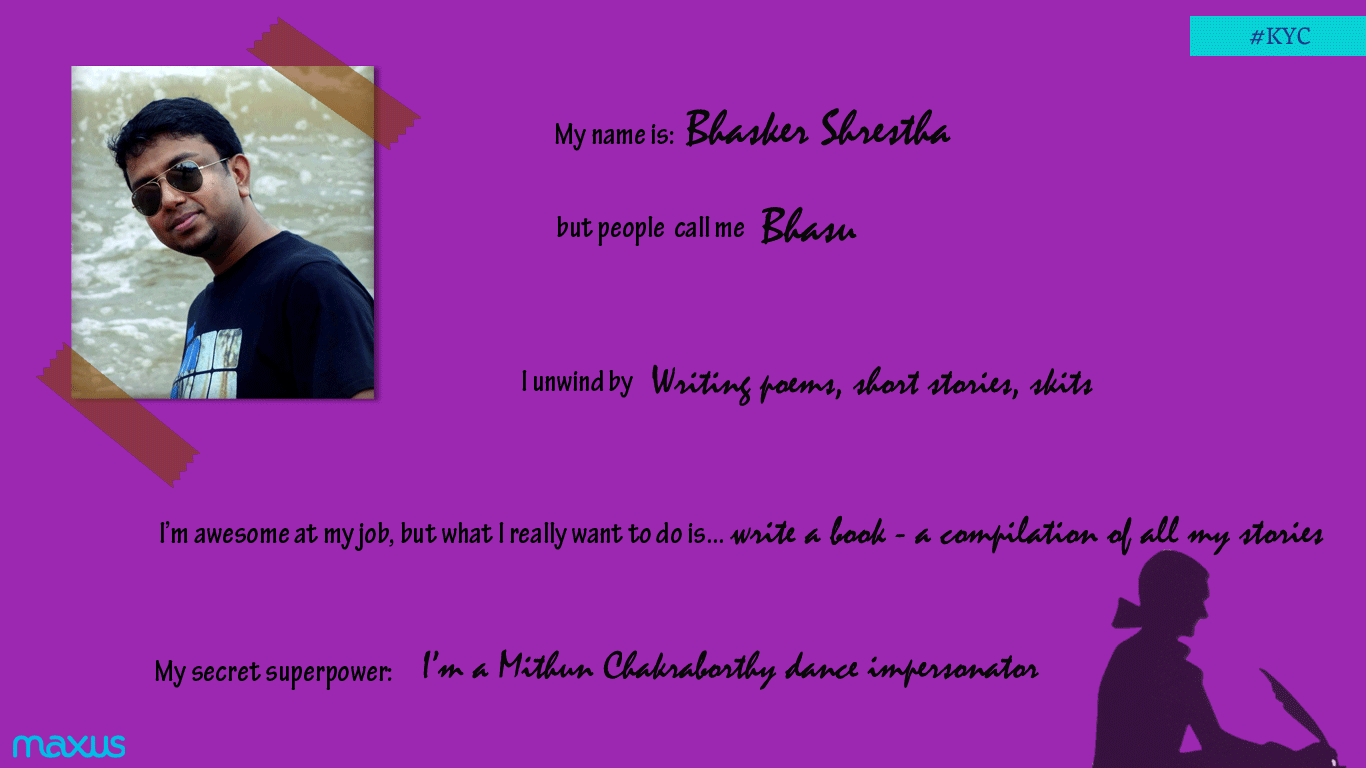 #KYC
My name is: Bhasker Shrestha
but people call me Bhasu
I unwind by Writing poems, short stories, skits
I'm awesome at my job, but what I really want to do is... write a book - a compilation of all my stories
My secret superpower: I'm a Mithun Chakraborthy dance impersonator
maxus